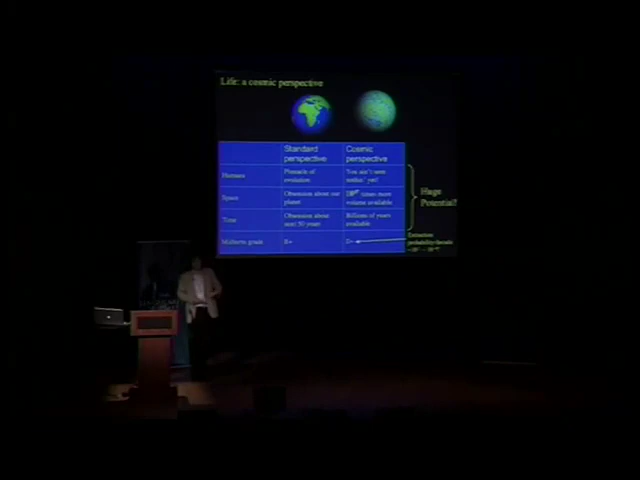 Life: a cosmic perspective
Standard perspective
Cosmic perspective
Humans
Pinnacle of evolution
You ain't seen nothin' yet!
Space
Obsession about our planet
times more volume available
Time
Obsession about next 50 years
Billions of years available
Midterm grade
B+
D-
Huge
Potential!
Extinction
probability/decade